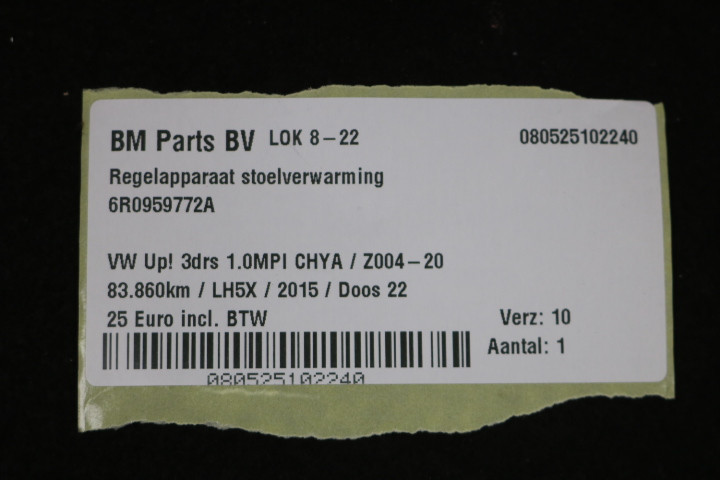 BM Parts BV LOK 8-22 080525102240
Regelapparaat stoelverwarming
6R0959772A
VW Up! 3drs 1.0MPI CHYA / Z004-20
83.860km / LH5X / 2015 / Doos 22
25 Euro incl. BTW Verz: 10
Aantal: 1
080525102240